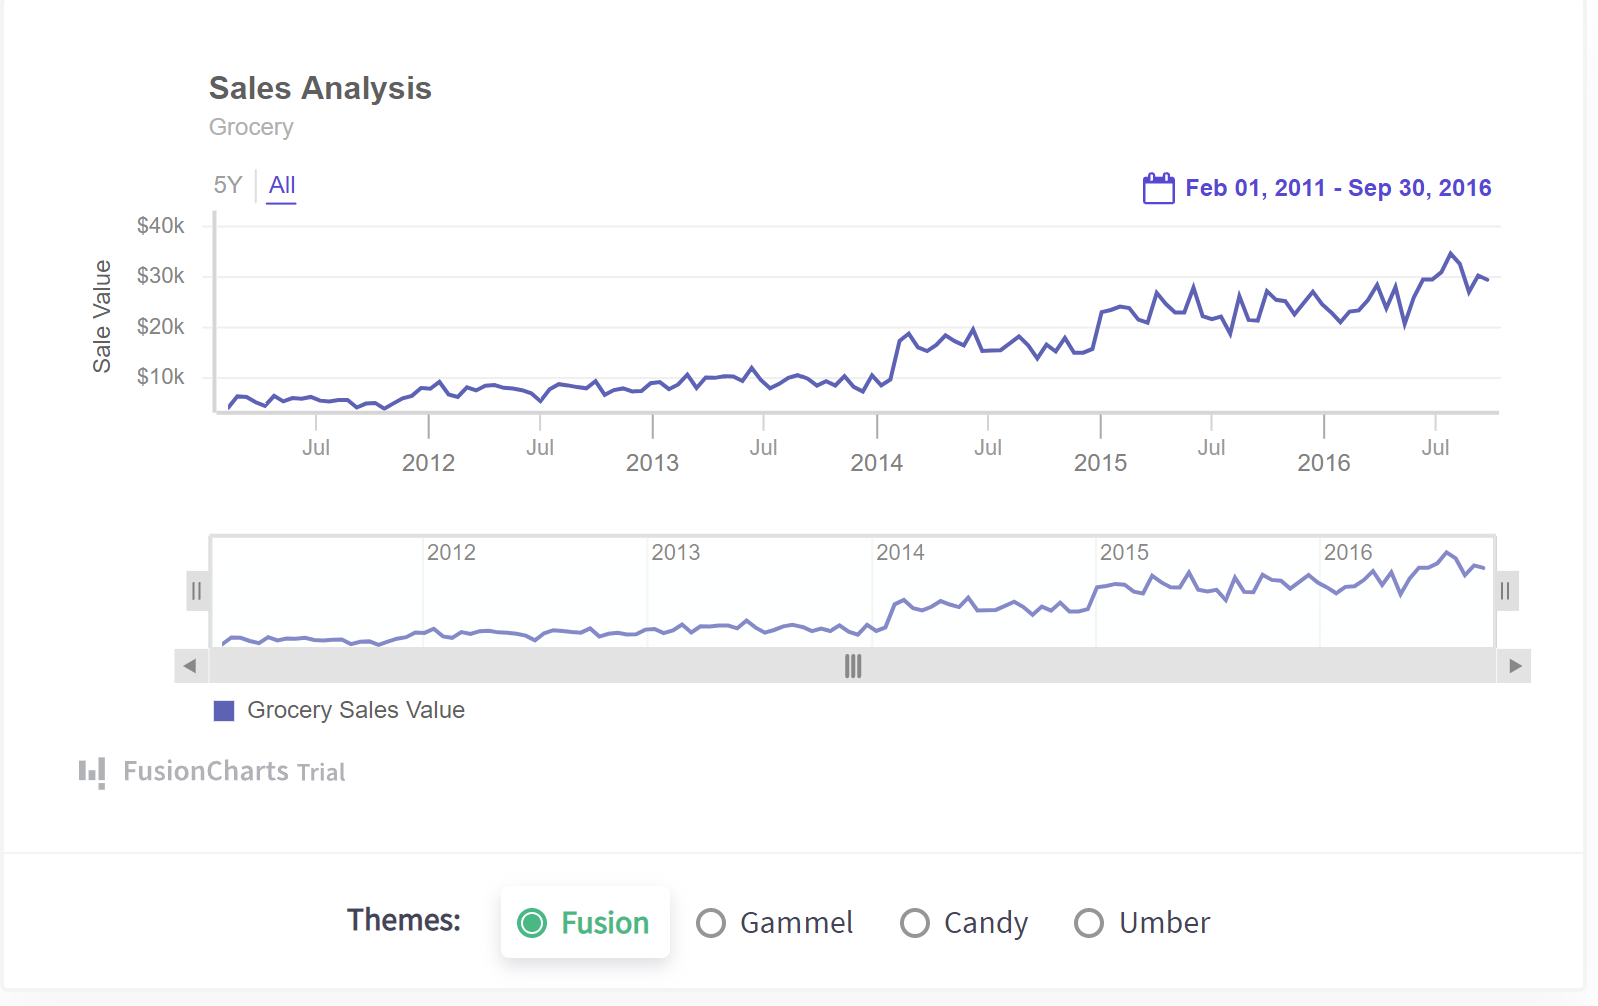 Sales Analysis
Grocery
5Y All
Feb 01, 2011 - Sep 30, 2016
Sale Value
$40k
$30k
$20k
$10k
Jul 2012 Jul 2013 Jul 2014 Jul 2015 Jul 2016 Jul
2012 2013 2014 2015 2016
Grocery Sales Value
FusionCharts Trial
Themes: Fusion Gammel Candy Umber